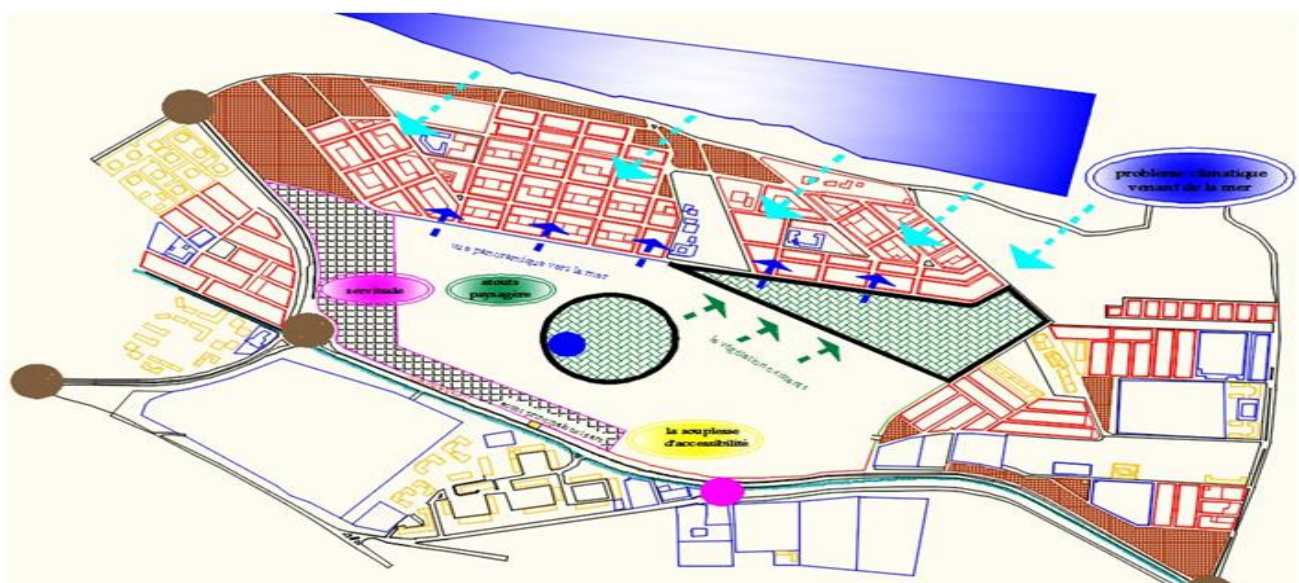 problème climatique
venant de la mer
vue panoramique vers la mer
servitude
atouts
paysagère
la végétation existante
la souplesse
d'accessibilité